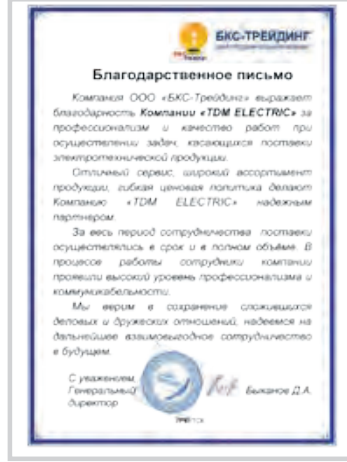 БКС-ТРЕЙДИНГ
Благодарственное письмо
Компания ООО «БКС-Трейдинг» выражает
благодарность Компании «TDM ELECTRIC» за
профессионализм и качество работ при
осуществлении задач, касающихся поставки
электротехнической продукции.
Отличный сервис, широкий ассортимент
продукции, гибкая ценовая политика делают
Компанию «TDM ELECTRIC» надежным
партнером.
За весь период сотрудничества поставки
осуществлялись в срок и в полном объёме. В
процессе работы сотрудники компании
проявили высокий уровень профессионализма и
коммуникабельности.
Мы верим в сохранение сложившихся
деловых и дружеских отношений, надеемся на
дальнейшее взаимовыгодное сотрудничество
в будущем.
С уважением,
Генеральный
директор
Быканов Д.А.